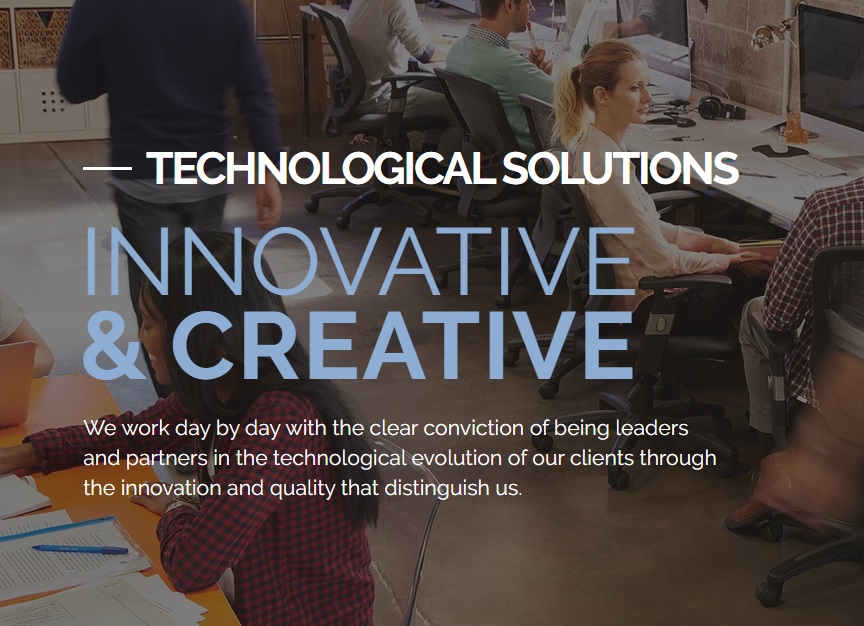 TECHNOLOGICAL SOLUTIONS
INNOVATIVE
& CREATIVE
We work day by day with the clear conviction of being leaders
and partners in the technological evolution of our clients through
the innovation and quality that distinguish us.